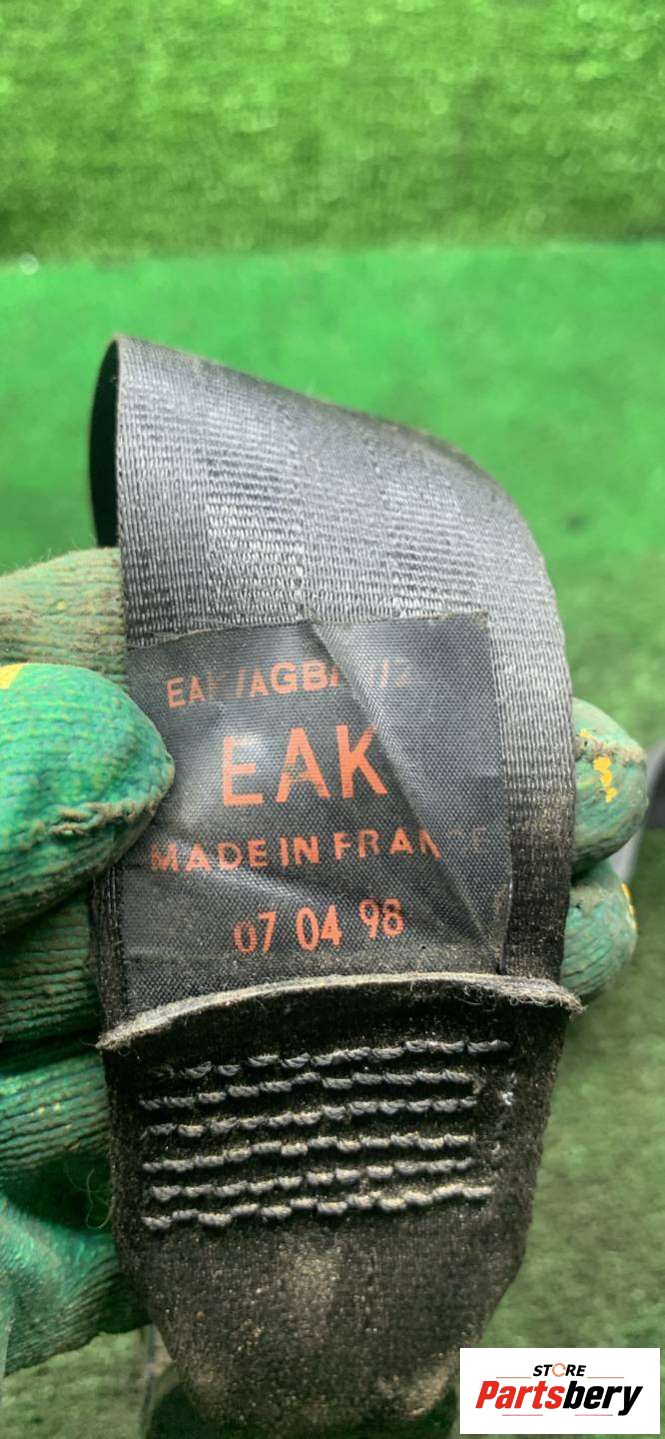 EAK
MADE IN FRANCE
07 04 98
STORE
Partsbery